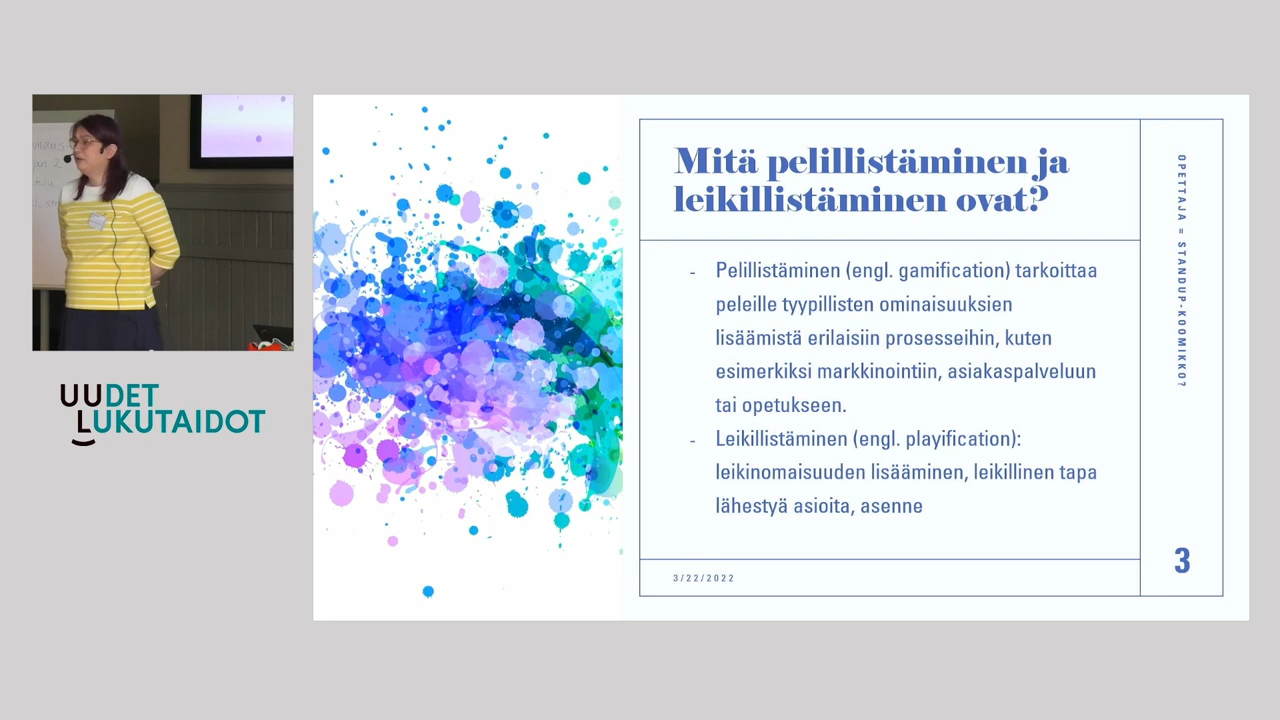 UUDET
LUKUTAIDOT
Mitä pelillistäminen ja
leikillistäminen ovat?
- Pelillistäminen (engl. gamification) tarkoittaa
peleille tyypillisten ominaisuuksien
lisäämistä erilaisiin prosesseihin, kuten
esimerkiksi markkinointiin, asiakaspalveluun
tai opetukseen.
- Leikillistäminen (engl. playification):
leikinomaisuuden lisääminen, leikillinen tapa
lähestyä asioita, asenne
3/22/2022
OPETTAJA = STANDUP-KOOMIKKO?
3